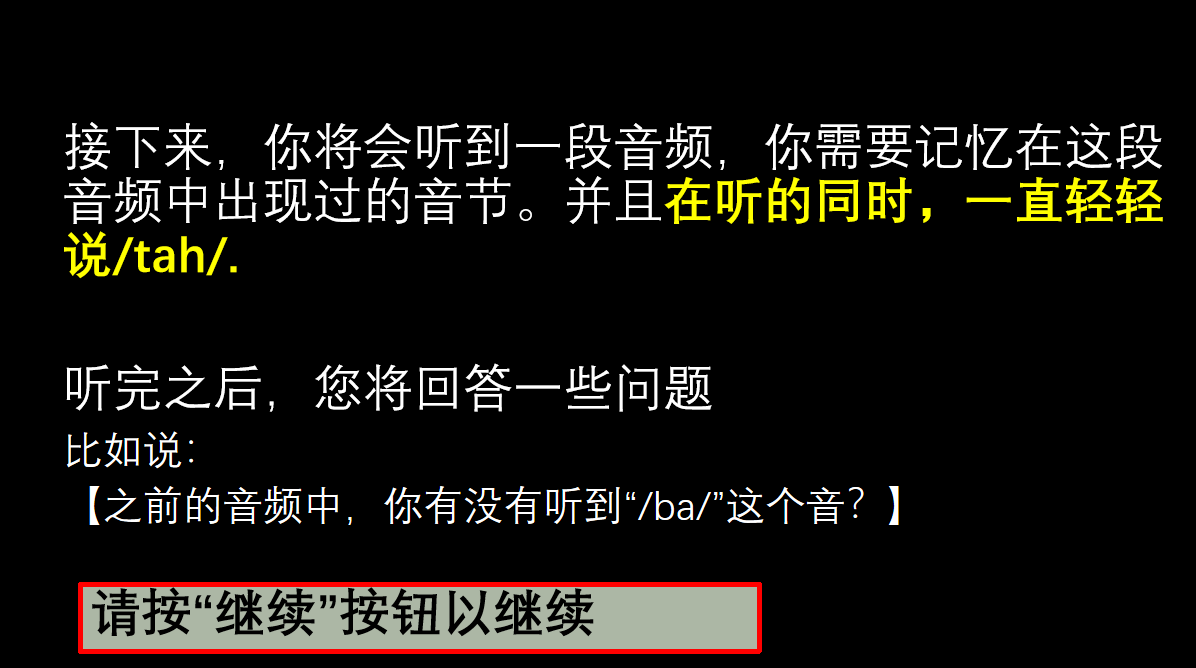 接下来，你将会听到一段音频，你需要记忆在这段
音频中出现过的音节。并且在听的同时，一直轻轻
说/tah/.
听完之后，您将回答一些问题
比如说：
【之前的音频中，你有没有听到“/ba/”这个音？】
请按“继续”按钮以继续